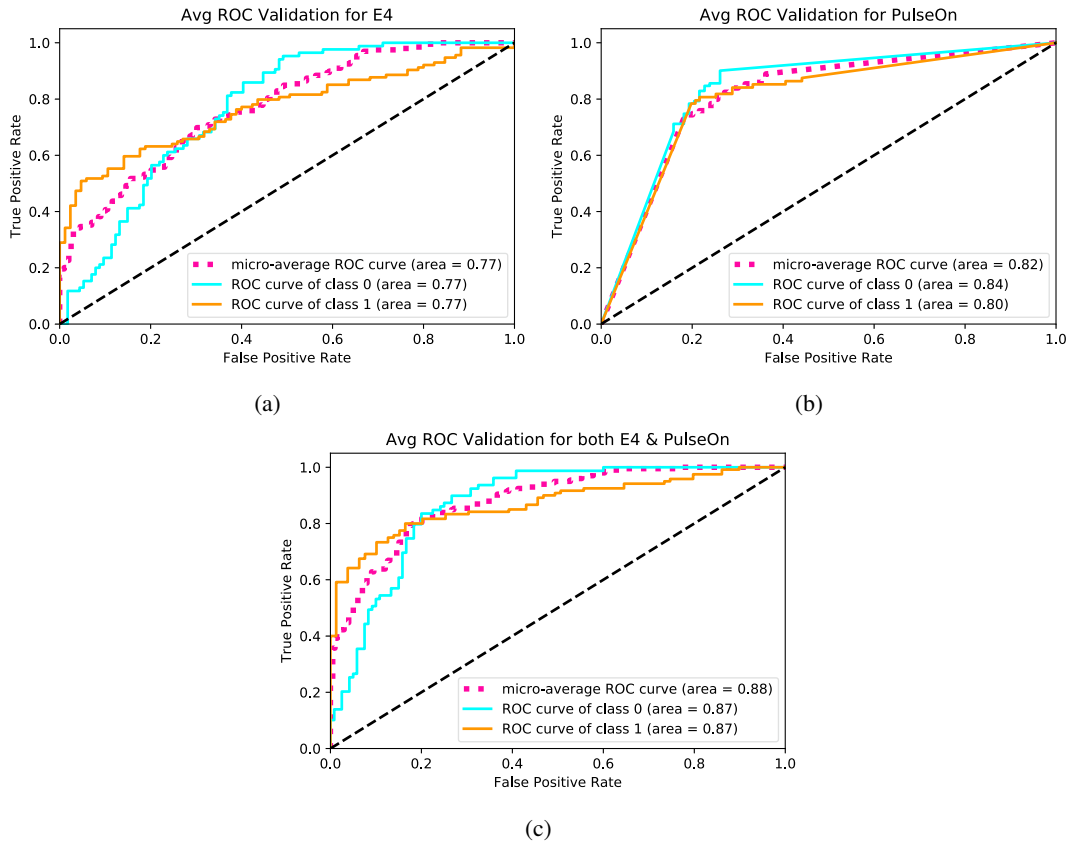 Avg ROC Validation for E4
1.0
0.8
0.6
0.4
0.2
0.0
True Positive Rate
micro-average ROC curve (area = 0.77)
ROC curve of class 0 (area = 0.77)
ROC curve of class 1 (area = 0.77)
0.0 0.2 0.4 0.6 0.8 1.0
False Positive Rate
(a)
Avg ROC Validation for PulseOn
1.0
0.8
0.6
0.4
0.2
0.0
True Positive Rate
micro-average ROC curve (area = 0.82)
ROC curve of class 0 (area = 0.84)
ROC curve of class 1 (area = 0.80)
0.0 0.2 0.4 0.6 0.8 1.0
False Positive Rate
(b)
Avg ROC Validation for both E4 & PulseOn
1.0
0.8
0.6
0.4
0.2
0.0
True Positive Rate
micro-average ROC curve (area = 0.88)
ROC curve of class 0 (area = 0.87)
ROC curve of class 1 (area = 0.87)
0.0 0.2 0.4 0.6 0.8 1.0
False Positive Rate
(c)